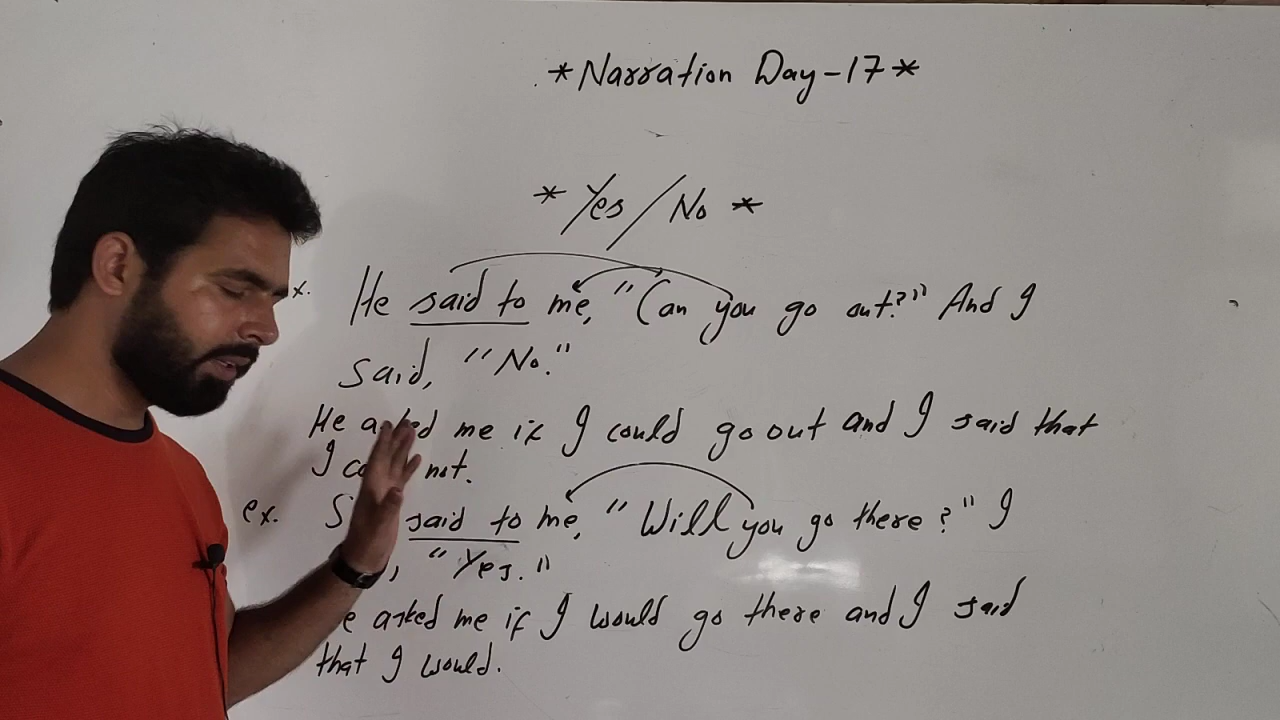 *Narration Day-17*
*Yes/No*
x. He said to me, "Can you go out?" And I
said, "No."
He asked me if I could go out and I said that
I not.
ex. said to me, "Will you go there?" I
, "Yes."
asked me if I would go there and I said
that I would.